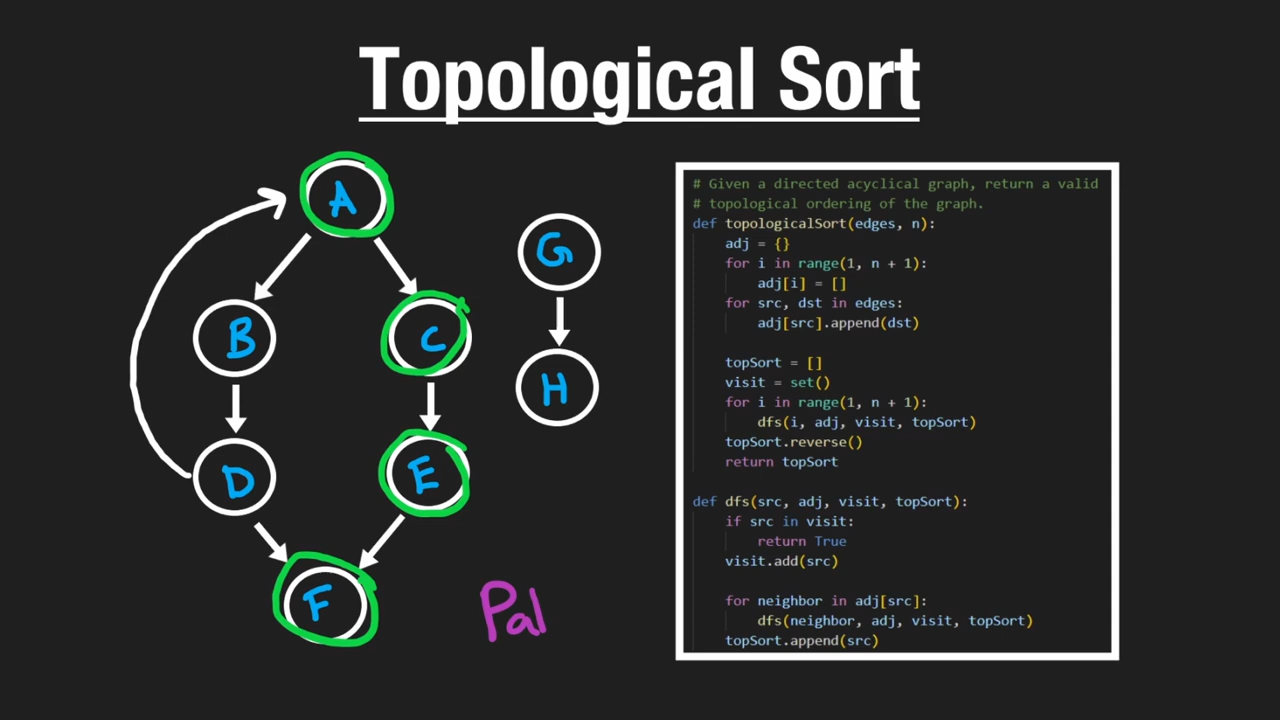 Topological Sort
A
B
C
D
E
F
G
H
Pal
# Given a directed acyclical graph, return a valid
# topological ordering of the graph.
def topologicalSort(edges, n):
    adj = {}
    for i in range(1, n + 1):
        adj[i] = []
    for src, dst in edges:
        adj[src].append(dst)

    topSort = []
    visit = set()
    for i in range(1, n + 1):
        dfs(i, adj, visit, topSort)
    topSort.reverse()
    return topSort

def dfs(src, adj, visit, topSort):
    if src in visit:
        return True
    visit.add(src)

    for neighbor in adj[src]:
        dfs(neighbor, adj, visit, topSort)
    topSort.append(src)